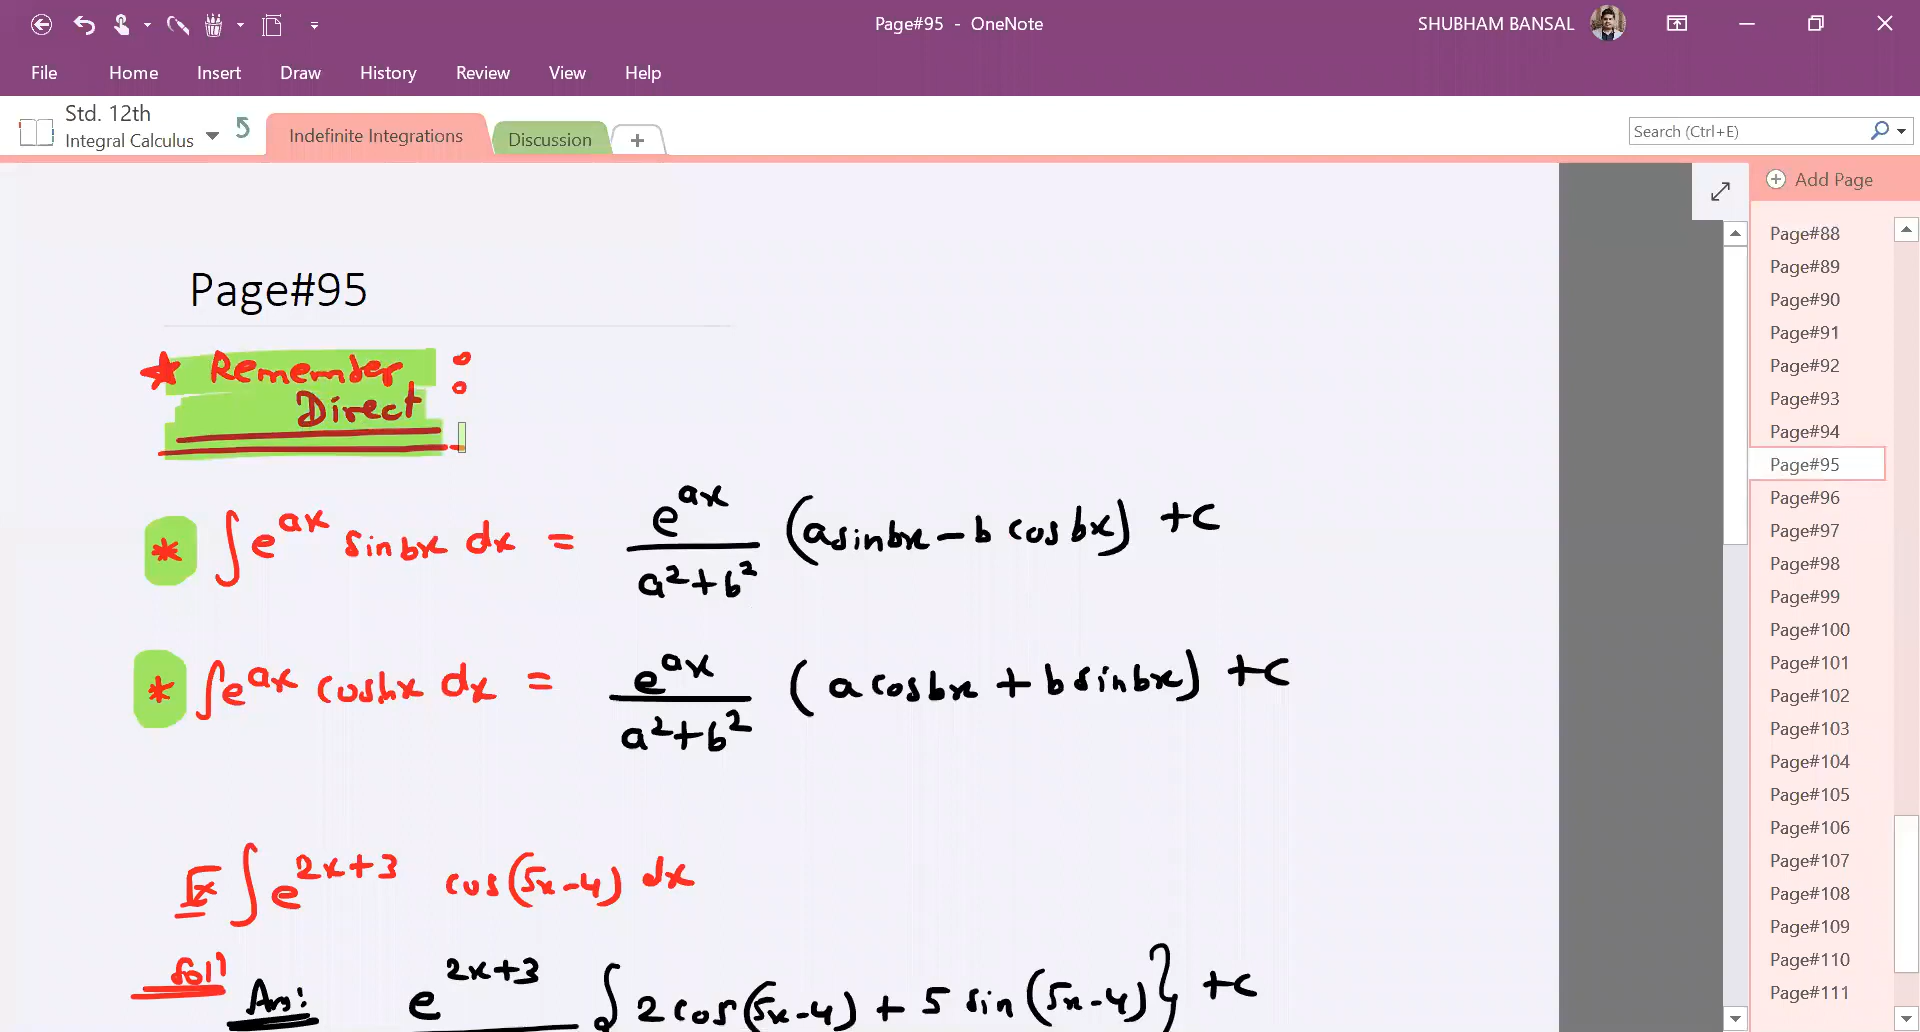 Page#95 - OneNote
SHUBHAM BANSAL
File Home Insert Draw History Review View Help
Std. 12th
Integral Calculus
Indefinite Integrations
Discussion
Search (Ctrl+E)
Add Page
Page#88
Page#89
Page#90
Page#91
Page#92
Page#93
Page#94
Page#95
Page#96
Page#97
Page#98
Page#99
Page#100
Page#101
Page#102
Page#103
Page#104
Page#105
Page#106
Page#107
Page#108
Page#109
Page#110
Page#111
Page#95
★ Remember :
Direct
* ∫ e^{ax} sin bx dx = e^{ax}/(a²+b²) (a sin bx – b cos bx) + c
* ∫ e^{ax} cos bx dx = e^{ax}/(a²+b²) (a cos bx + b sin bx) + c
Ex ∫ e^{2x+3} cos(5x–4) dx
Solⁿ
Ans: e^{2x+3} {2 cos(5x–4) + 5 sin(5x–4)} + c